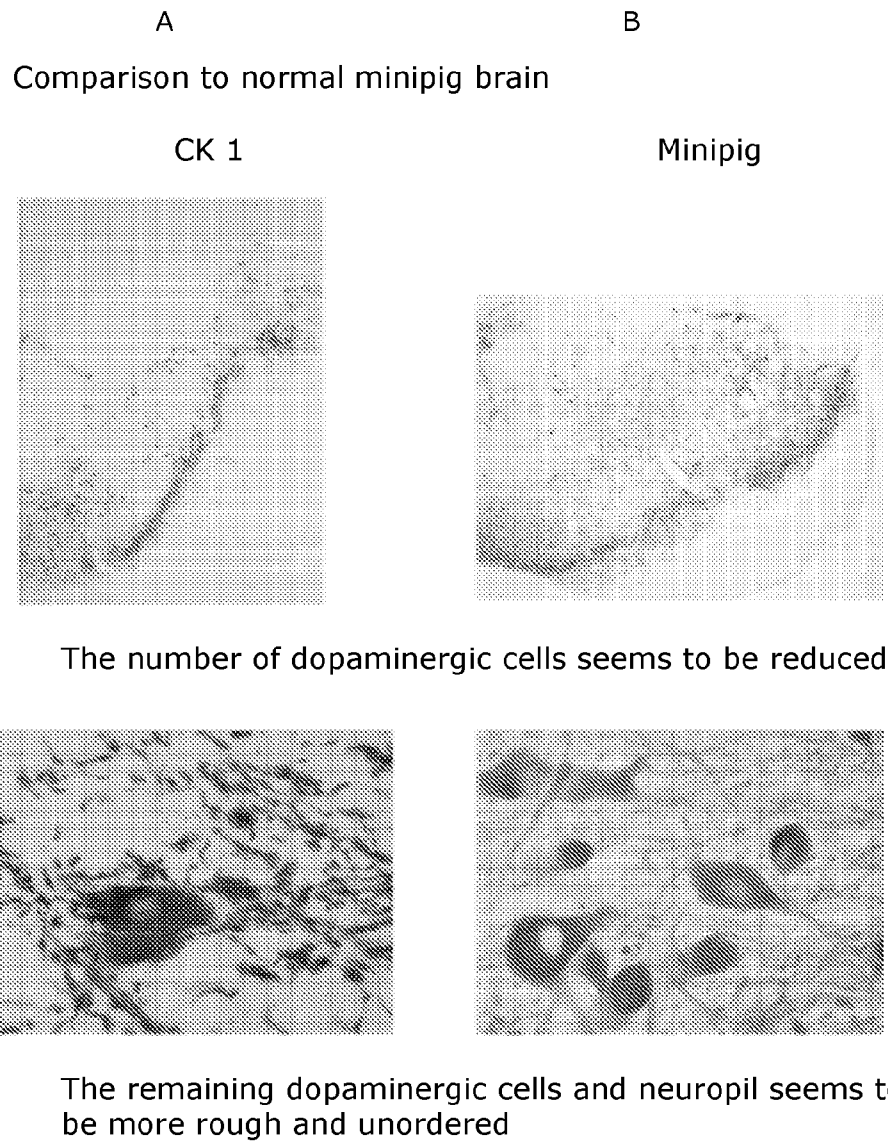 A B
Comparison to normal minipig brain
CK 1 Minipig
The number of dopaminergic cells seems to be reduced
The remaining dopaminergic cells and neuropil seems t
be more rough and unordered